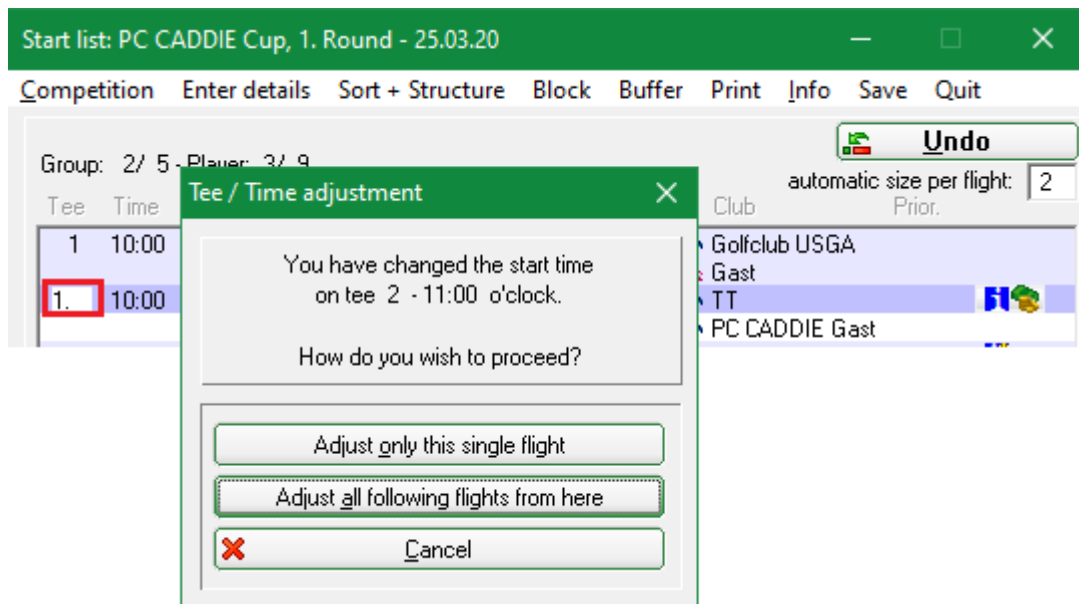 Start list: PC CADDIE Cup, 1. Round - 25.03.20
Competition Enter details Sort + Structure Block Buffer Print Info Save Quit
Undo
Group: 2/ 5 - Player: 3/ 9
automatic size per flight: 2
Tee Time Club Prior.
Tee / Time adjustment
1 10:00 Golfclub USGA
Gast
1. 10:00 TT
PC CADDIE Gast
You have changed the start time
on tee 2 - 11:00 o'clock.
How do you wish to proceed?
Adjust only this single flight
Adjust all following flights from here
Cancel